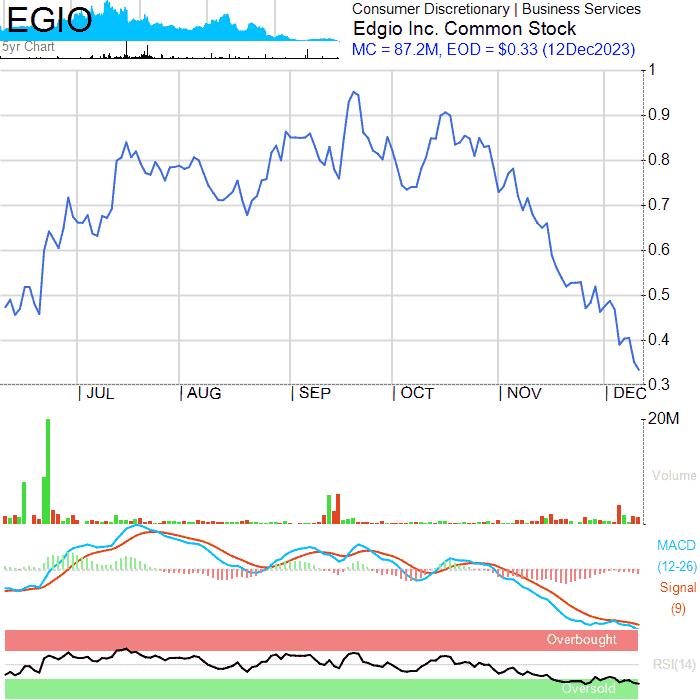 EGIO
5yr Chart
Consumer Discretionary | Business Services
Edgio Inc. Common Stock
MC = 87.2M, EOD = $0.33 (12Dec2023)
1
0.9
0.8
0.7
0.6
0.5
0.4
0.3
| JUL | AUG | SEP | OCT | NOV | DEC
20M
Volume
MACD
(12-26)
Signal
(9)
Overbought
RSI(14)
Oversold